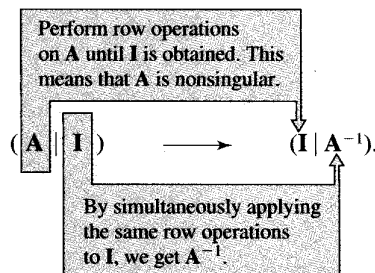 Perform row operations
on A until I is obtained. This
means that A is nonsingular.
( A | I ) ⟶ (I | A⁻¹).
By simultaneously applying
the same row operations
to I, we get A⁻¹.